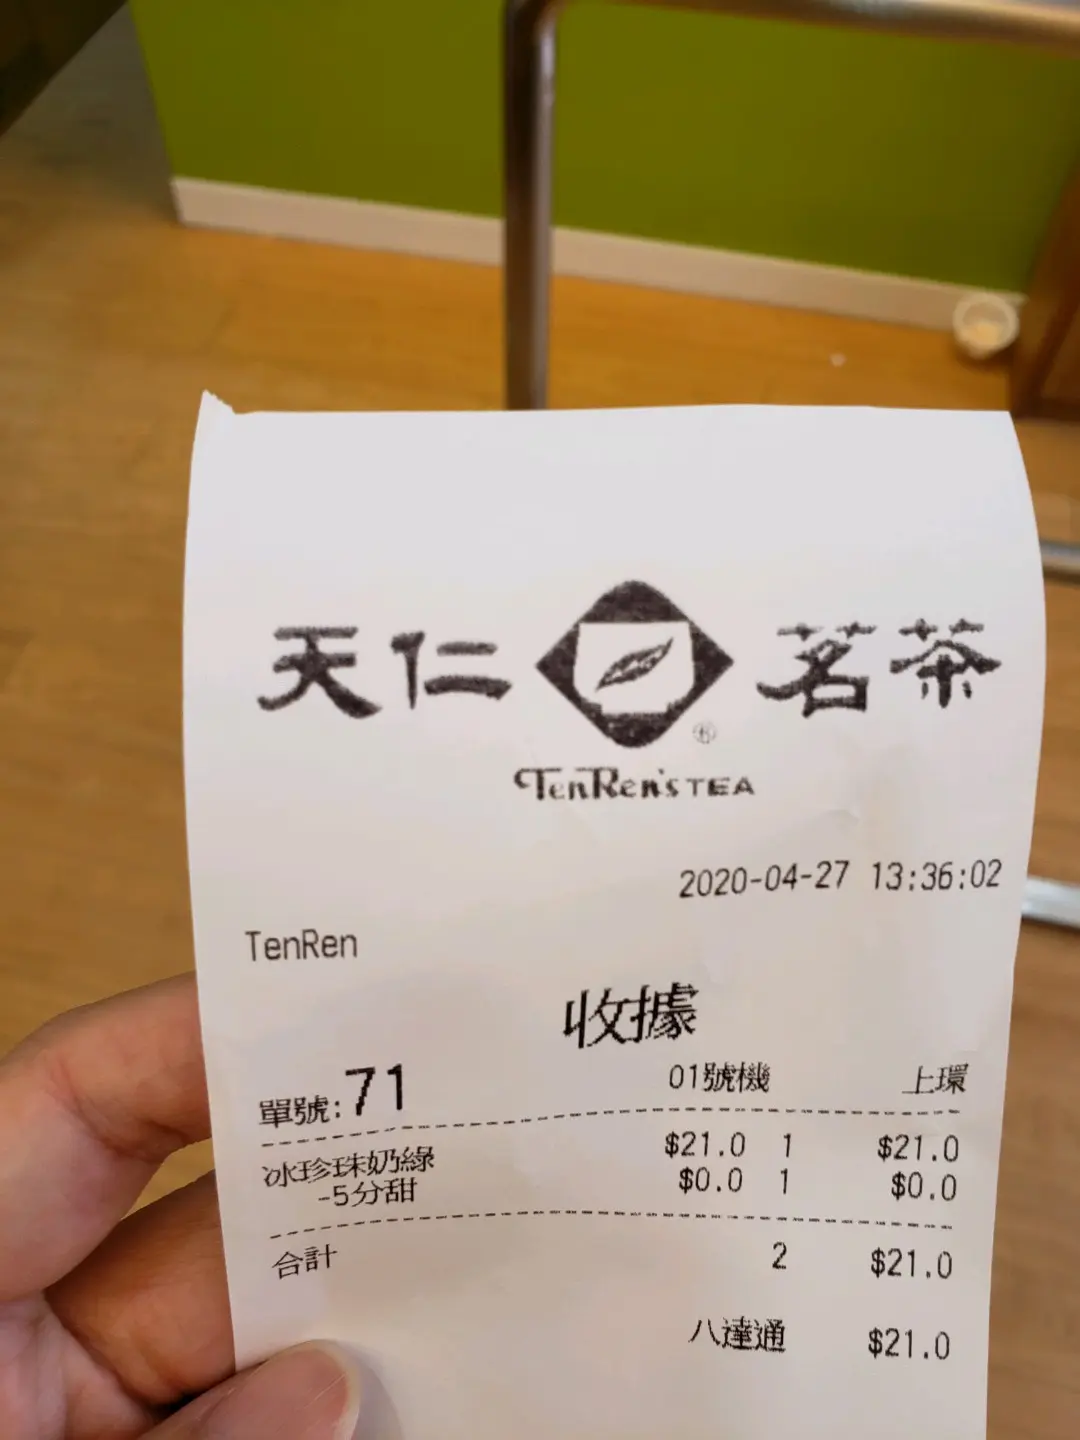 天仁 茗茶
TenRen's TEA
2020-04-27 13:36:02
TenRen
收據
單號:71 01號機 上環
冰珍珠奶綠 $21.0 1 $21.0
-5分甜 $0.0 1 $0.0
合計 2 $21.0
八達通 $21.0